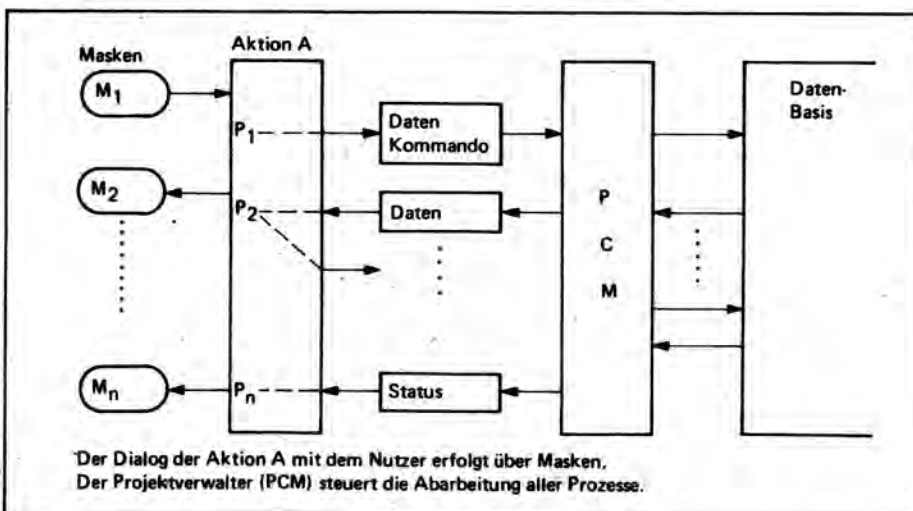 Aktion A
Masken
M1
Daten-
Basis
P1
Daten
Kommando
M2
P2
Daten
P
C
M
Mn
Pn
Status
Der Dialog der Aktion A mit dem Nutzer erfolgt über Masken.
Der Projektverwalter (PCM) steuert die Abarbeitung aller Prozesse.